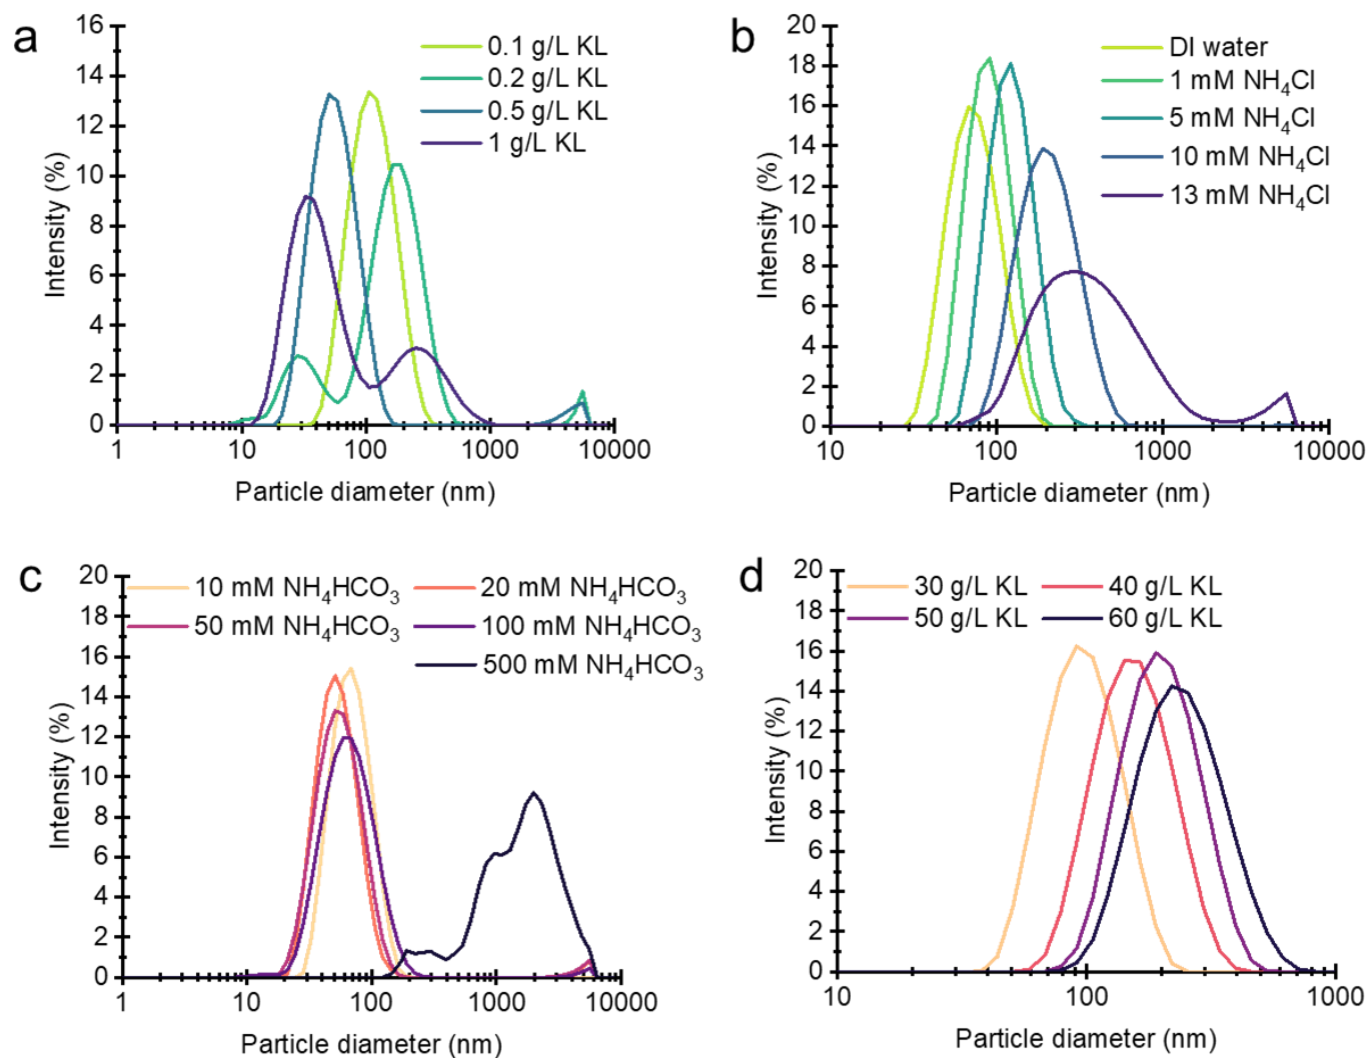 a
16
14
12
10
8
6
4
2
0
Intensity (%)
0.1 g/L KL
0.2 g/L KL
0.5 g/L KL
1 g/L KL
1 10 100 1000 10000
Particle diameter (nm)
b
20
18
16
14
12
10
8
6
4
2
0
Intensity (%)
DI water
1 mM NH₄Cl
5 mM NH₄Cl
10 mM NH₄Cl
13 mM NH₄Cl
10 100 1000 10000
Particle diameter (nm)
c
20
18
16
14
12
10
8
6
4
2
0
Intensity (%)
10 mM NH₄HCO₃ 20 mM NH₄HCO₃
50 mM NH₄HCO₃ 100 mM NH₄HCO₃
500 mM NH₄HCO₃
1 10 100 1000 10000
Particle diameter (nm)
d
20
18
16
14
12
10
8
6
4
2
0
Intensity (%)
30 g/L KL 40 g/L KL
50 g/L KL 60 g/L KL
10 100 1000
Particle diameter (nm)